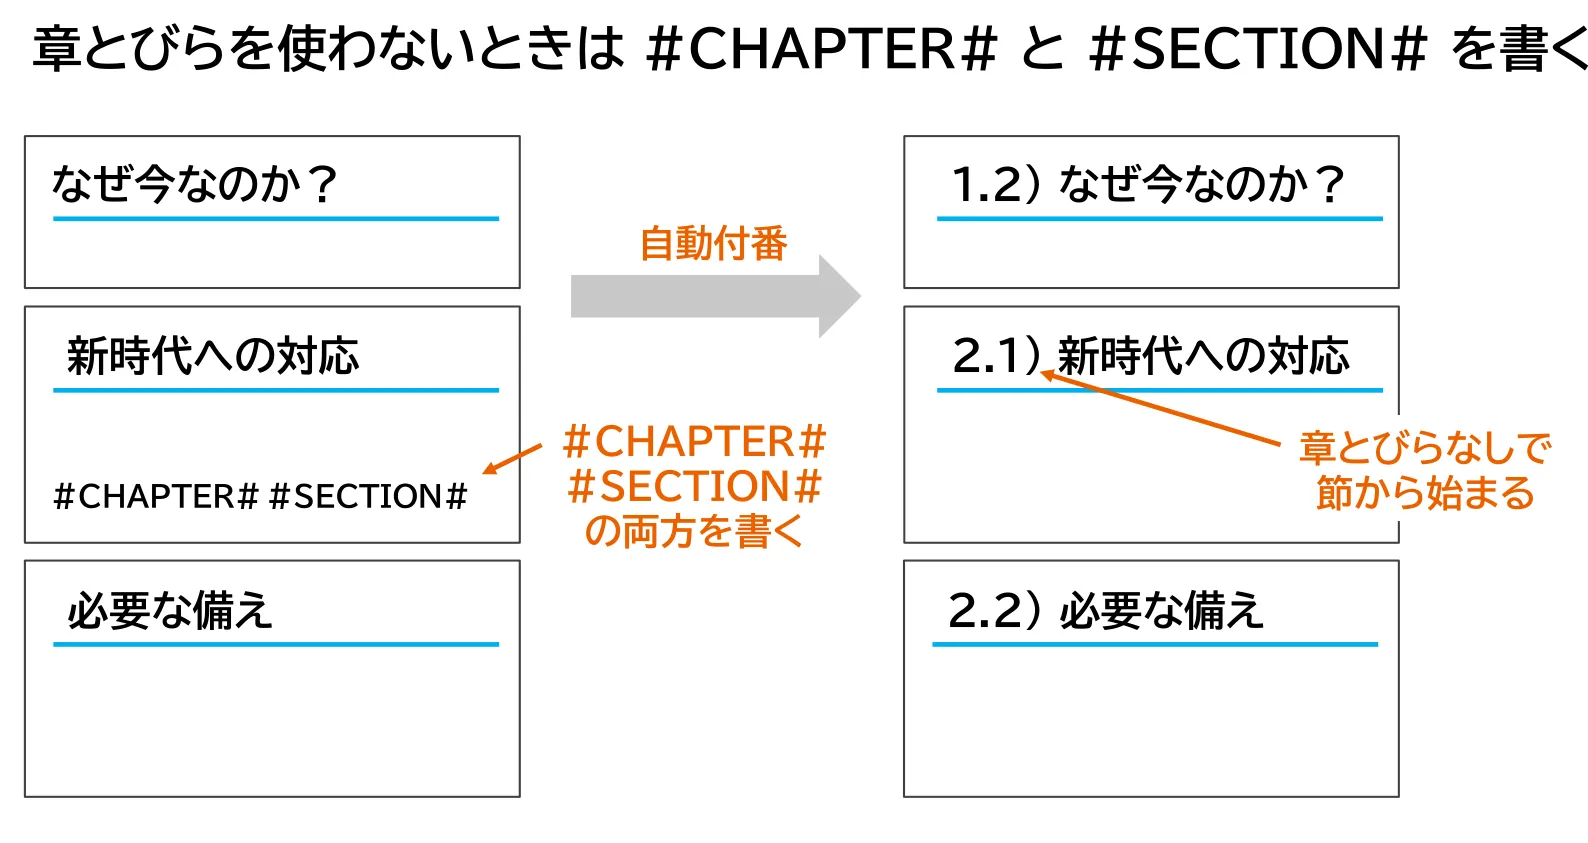 章とびらを使わないときは #CHAPTER# と #SECTION# を書く
なぜ今なのか？
新時代への対応
#CHAPTER# #SECTION#
必要な備え
自動付番
#CHAPTER#
#SECTION#
の両方を書く
1.2) なぜ今なのか？
2.1) 新時代への対応
章とびらなしで
節から始まる
2.2) 必要な備え